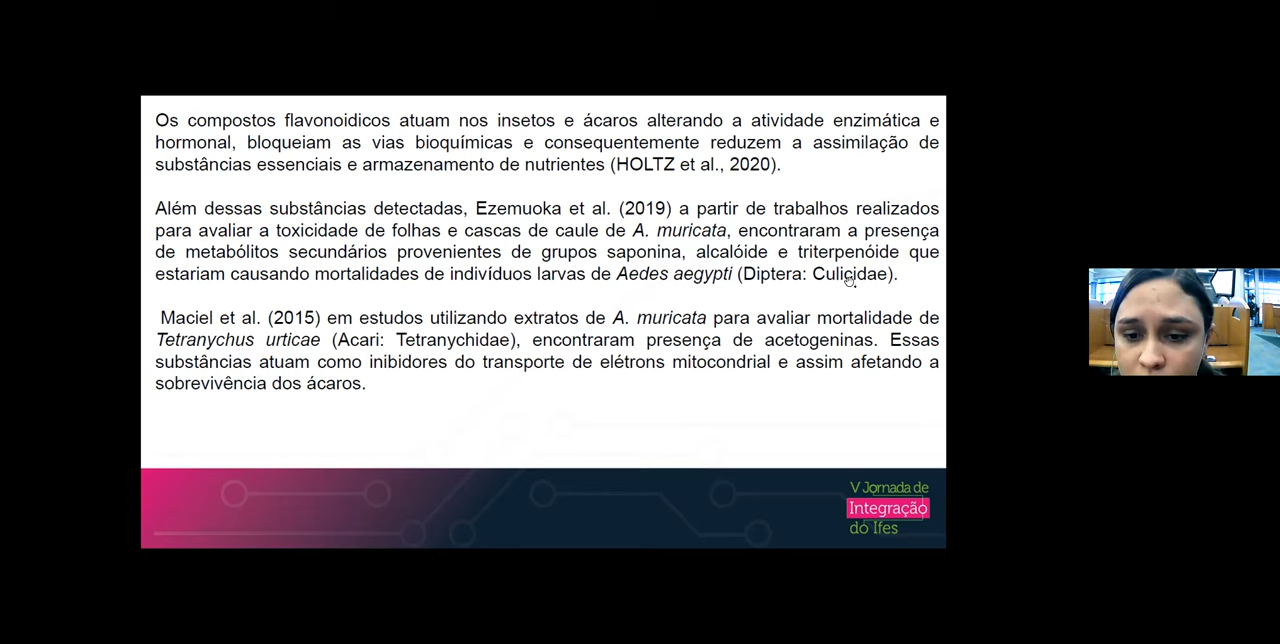 Os compostos flavonoidicos atuam nos insetos e ácaros alterando a atividade enzimática e
hormonal, bloqueiam as vias bioquímicas e consequentemente reduzem a assimilação de
substâncias essenciais e armazenamento de nutrientes (HOLTZ et al., 2020).
Além dessas substâncias detectadas, Ezemuoka et al. (2019) a partir de trabalhos realizados
para avaliar a toxicidade de folhas e cascas de caule de A. muricata, encontraram a presença
de metabólitos secundários provenientes de grupos saponina, alcalóide e triterpenóide que
estariam causando mortalidades de indivíduos larvas de Aedes aegypti (Diptera: Culicidae).
Maciel et al. (2015) em estudos utilizando extratos de A. muricata para avaliar mortalidade de
Tetranychus urticae (Acari: Tetranychidae), encontraram presença de acetogeninas. Essas
substâncias atuam como inibidores do transporte de elétrons mitocondrial e assim afetando a
sobrevivência dos ácaros.
V Jornada de
Integração
do Ifes